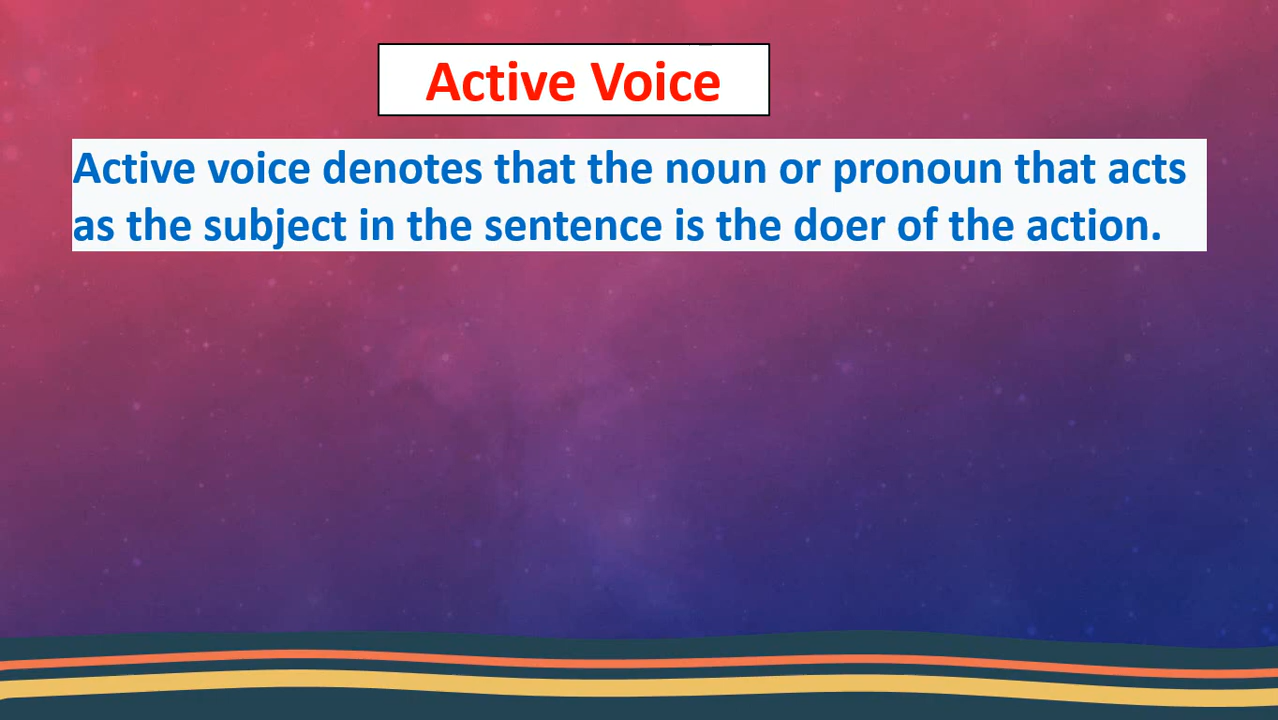 Active Voice
Active voice denotes that the noun or pronoun that acts
as the subject in the sentence is the doer of the action.